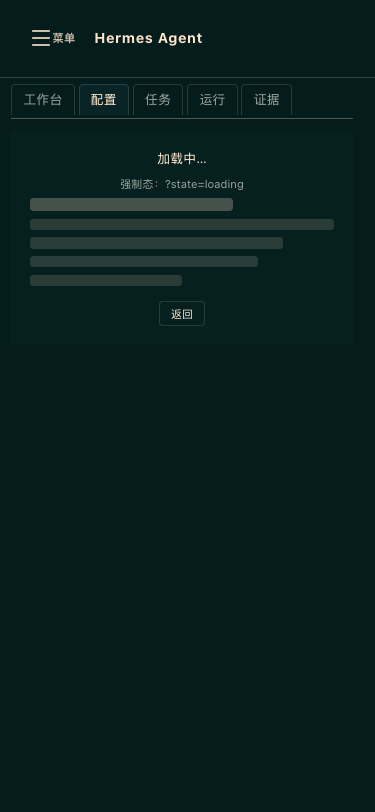 菜单 Hermes Agent
工作台 配置 任务 运行 证据
加载中…
强制态：?state=loading
返回